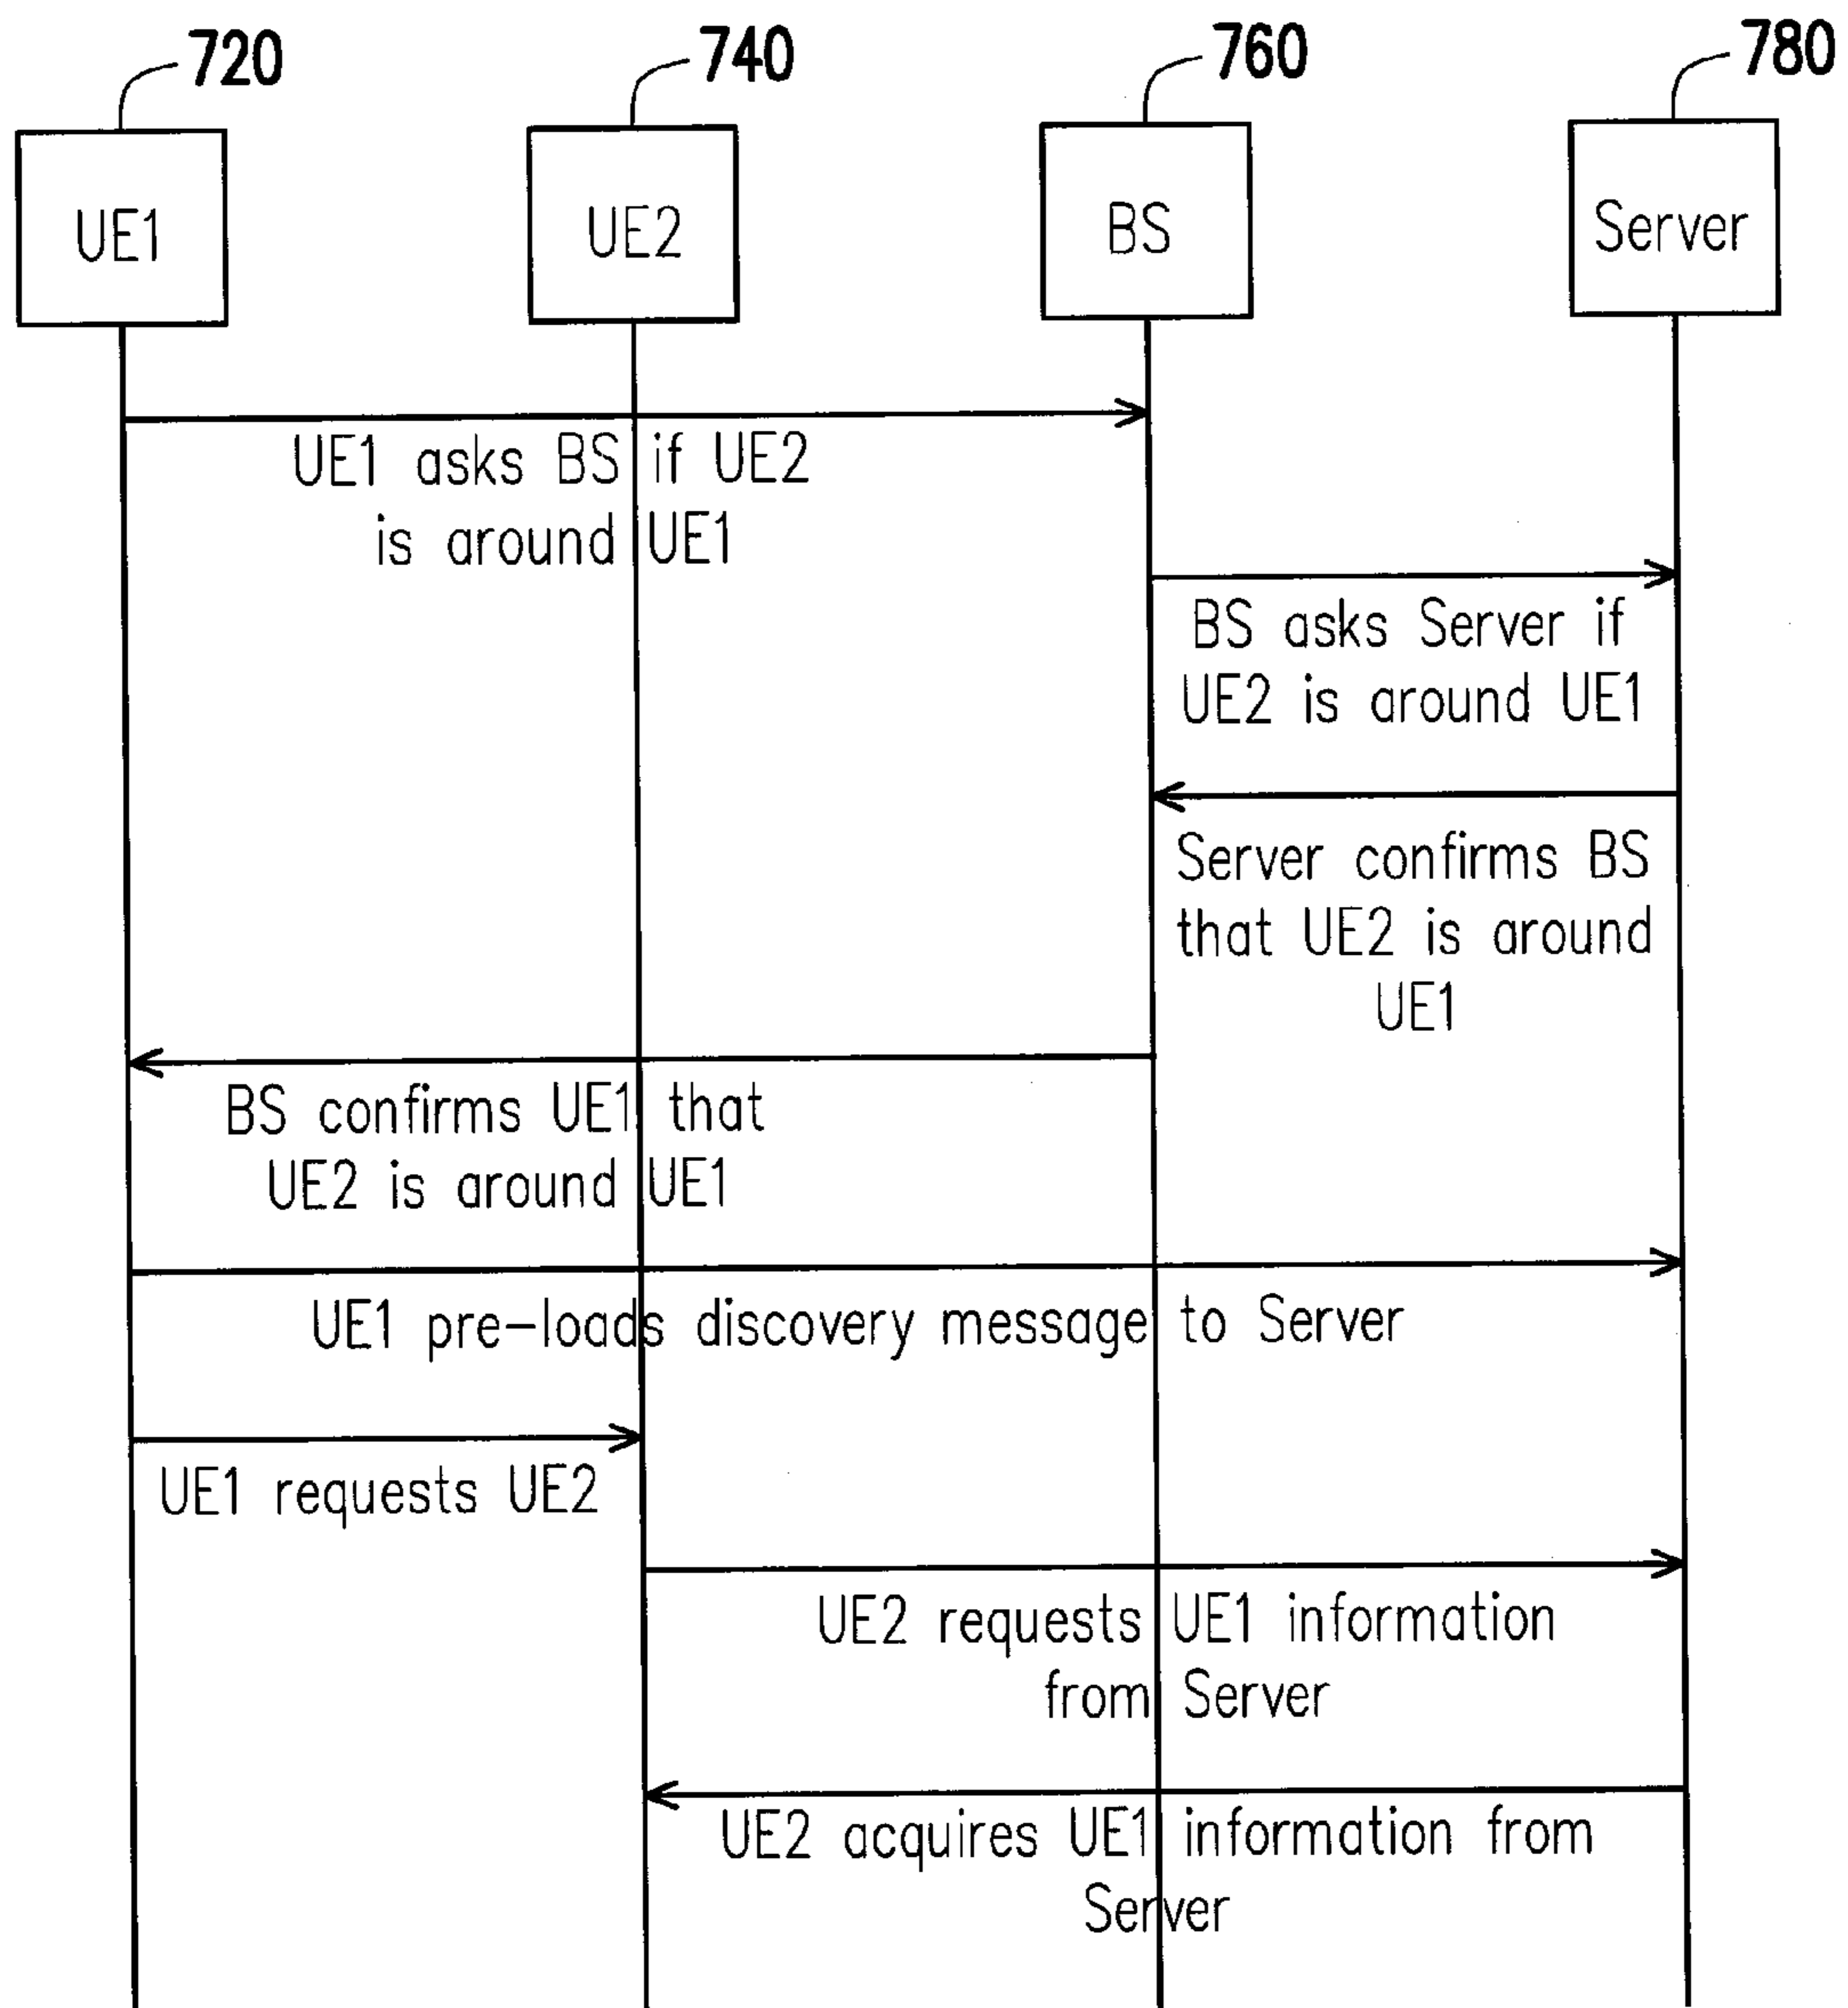 720
740
760
780
UE1
UE2
BS
Server
UE1 asks BS if UE2
is around UE1
BS asks Server if
UE2 is around UE1
Server confirms BS
that UE2 is around
UE1
BS confirms UE1 that
UE2 is around UE1
UE1 pre-loads discovery message to Server
UE1 requests UE2
UE2 requests UE1 information
from Server
UE2 acquires UE1 information from
Server